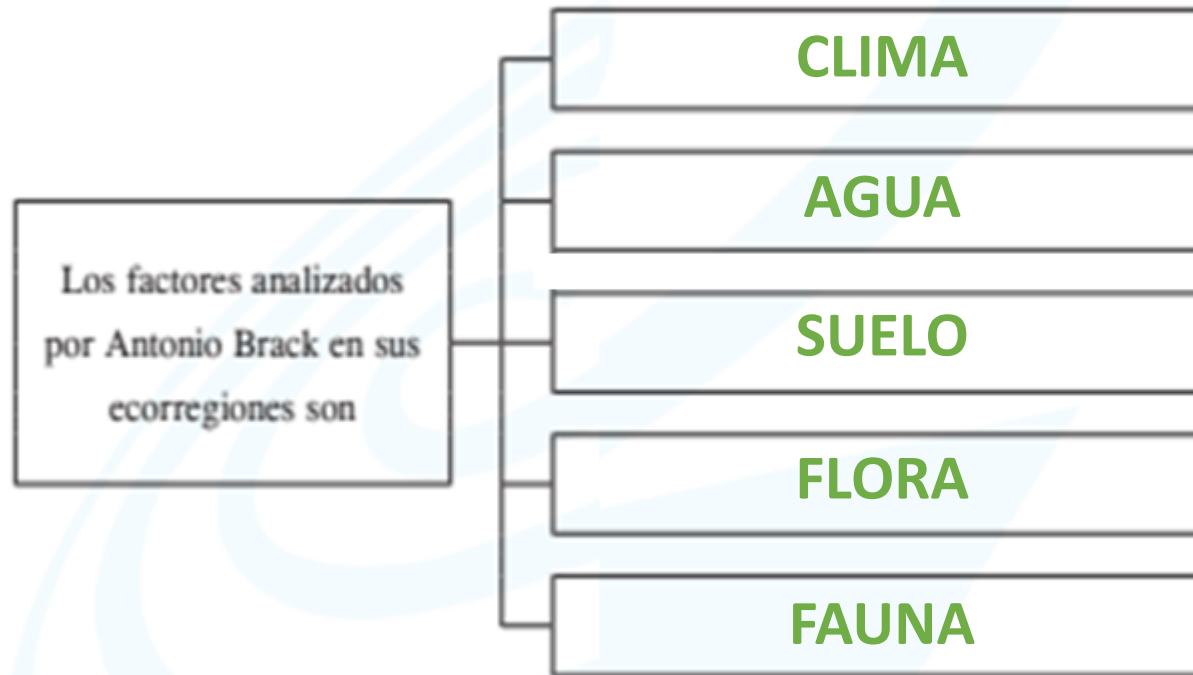 Los factores analizados
por Antonio Brack en sus
ecorregiones son
CLIMA
AGUA
SUELO
FLORA
FAUNA